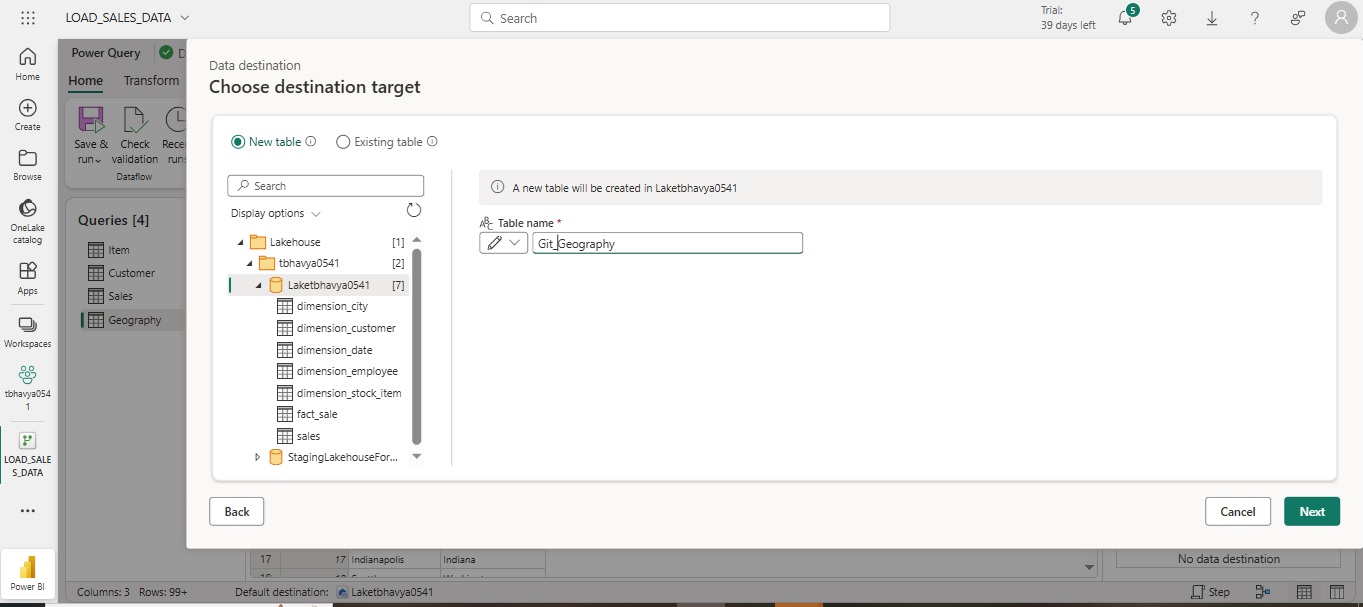 LOAD_SALES_DATA
Search
Trial:
39 days left
5
Home
Create
Browse
OneLake
catalog
Apps
Workspaces
tbhavya054
1
LOAD_SALE
S_DATA
Power BI
Power Query
Home
Transform
Save &
run
Check
validation
Dataflow
Queries [4]
Item
Customer
Sales
Geography
Data destination
Choose destination target
New table
Existing table
Search
Display options
Lakehouse [1]
tbhavya0541 [2]
Laketbhavya0541 [7]
dimension_city
dimension_customer
dimension_date
dimension_employee
dimension_stock_item
fact_sale
sales
StagingLakehouseFor...
A new table will be created in Laketbhavya0541
Table name *
Git_Geography
Back
Cancel
Next
17 17 Indianapolis Indiana
No data destination
Columns: 3 Rows: 99+
Default destination: Laketbhavya0541
Step